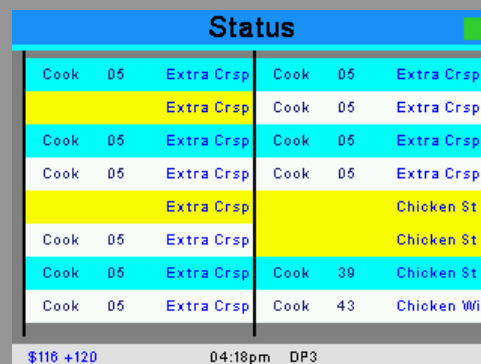 Status
Cook 05 Extra Crsp Cook 05 Extra Crsp
Extra Crsp Cook 05 Extra Crsp
Cook 05 Extra Crsp Cook 05 Extra Crsp
Cook 05 Extra Crsp Cook 05 Extra Crsp
Extra Crsp Chicken St
Cook 05 Extra Crsp Chicken St
Cook 05 Extra Crsp Cook 39 Chicken St
Cook 05 Extra Crsp Cook 43 Chicken Wi
$116 +120 04:18pm DP3